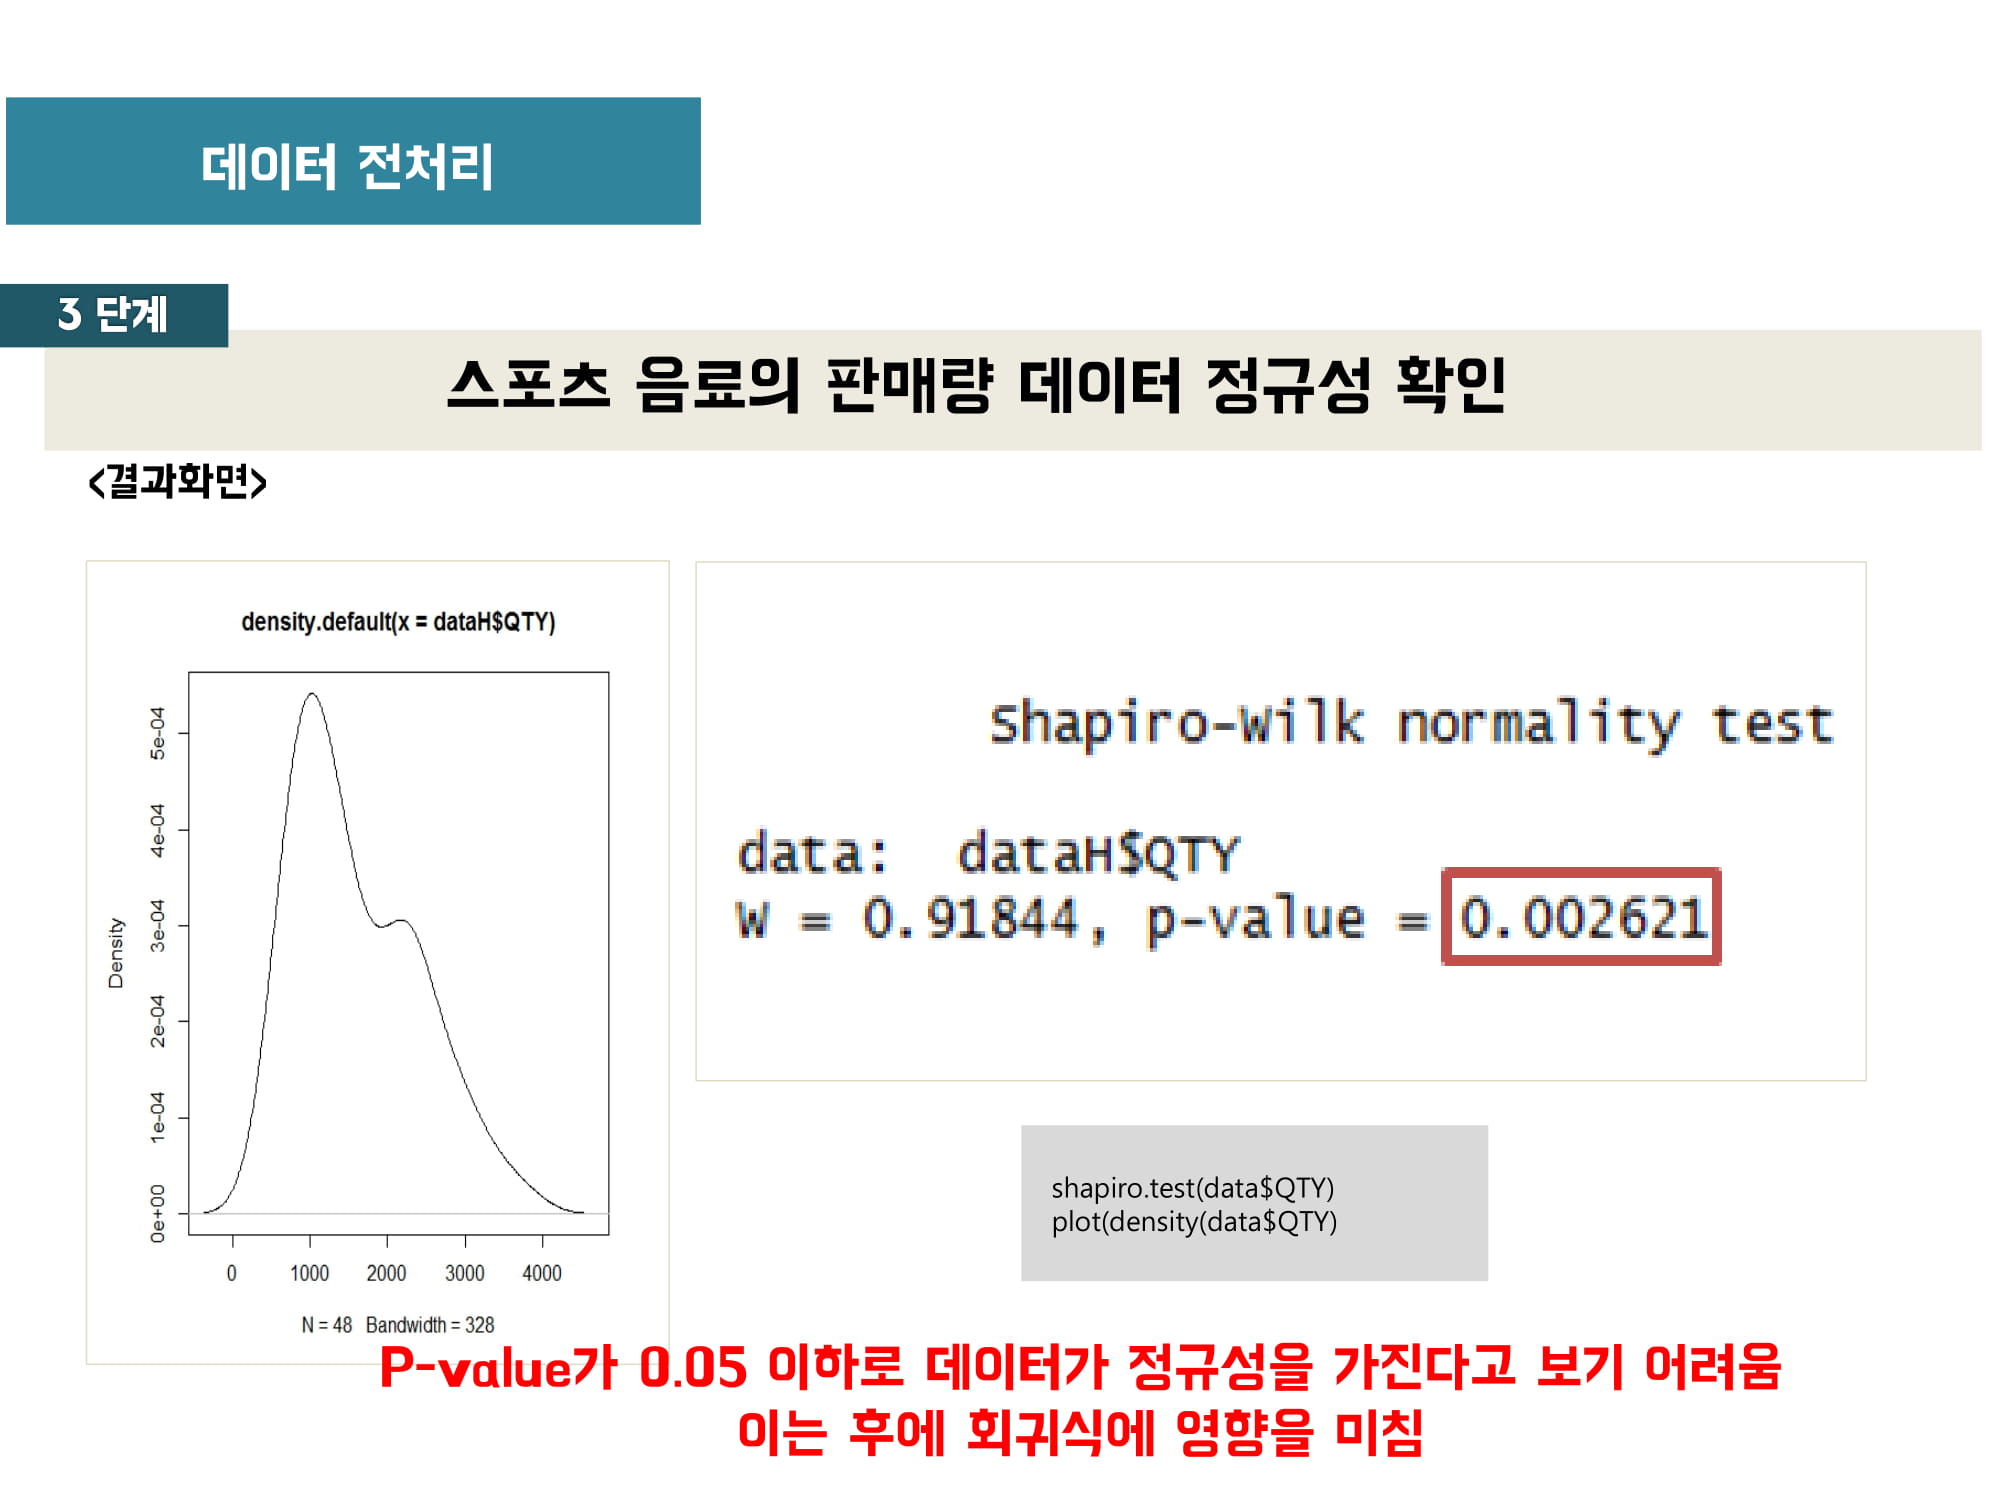 데이터 전처리
3 단계
스포츠 음료의 판매량 데이터 정규성 확인
<결과화면>
density.default(x = dataH$QTY)
Density
5e-04
4e-04
3e-04
2e-04
1e-04
0e+00
0 1000 2000 3000 4000
N = 48 Bandwidth = 328
Shapiro-Wilk normality test
data: dataH$QTY
W = 0.91844, p-value = 0.002621
shapiro.test(data$QTY)
plot(density(data$QTY)
P-value가 0.05 이하로 데이터가 정규성을 가진다고 보기 어려움
이는 후에 회귀식에 영향을 미침